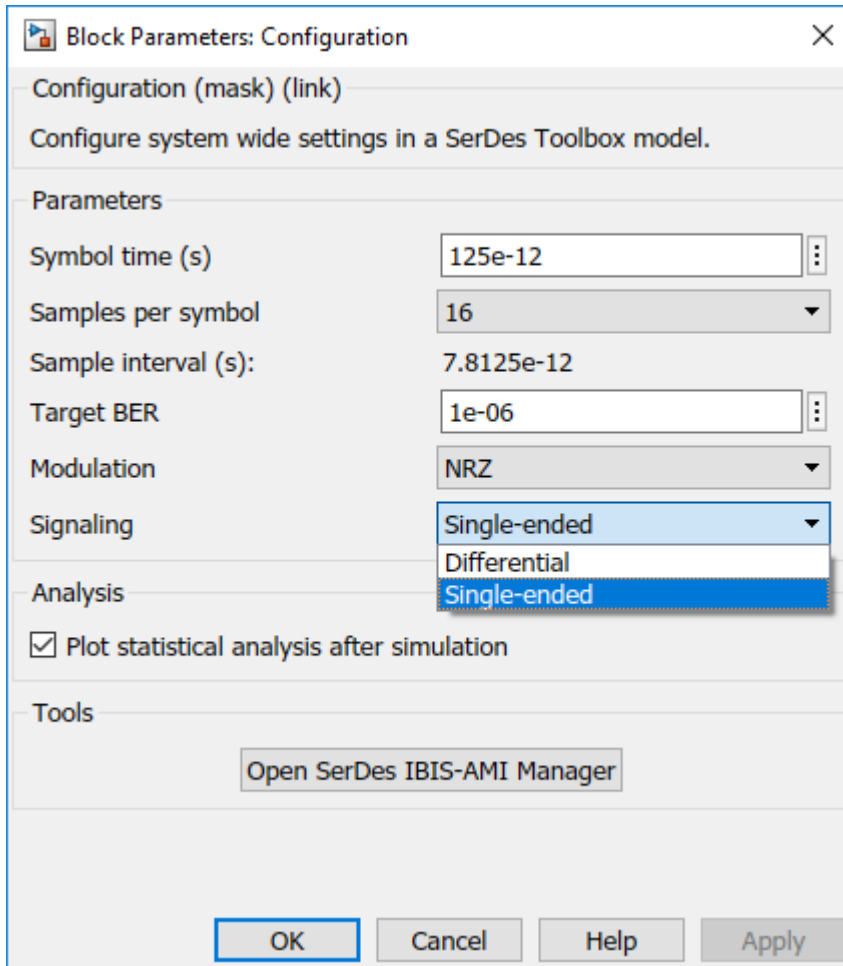 Block Parameters: Configuration
Configuration (mask) (link)
Configure system wide settings in a SerDes Toolbox model.
Parameters
Symbol time (s) 125e-12
Samples per symbol 16
Sample interval (s): 7.8125e-12
Target BER 1e-06
Modulation NRZ
Signaling Single-ended
Differential
Single-ended
Analysis
Plot statistical analysis after simulation
Tools
Open SerDes IBIS-AMI Manager
OK Cancel Help Apply